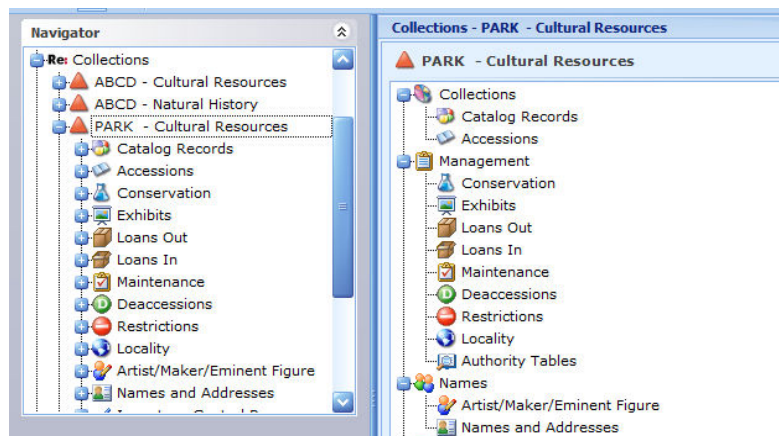 Navigator
Re: Collections
ABCD - Cultural Resources
ABCD - Natural History
PARK - Cultural Resources
Catalog Records
Accessions
Conservation
Exhibits
Loans Out
Loans In
Maintenance
Deaccessions
Restrictions
Locality
Artist/Maker/Eminent Figure
Names and Addresses
Collections - PARK - Cultural Resources
PARK - Cultural Resources
Collections
Catalog Records
Accessions
Management
Conservation
Exhibits
Loans Out
Loans In
Maintenance
Deaccessions
Restrictions
Locality
Authority Tables
Names
Artist/Maker/Eminent Figure
Names and Addresses